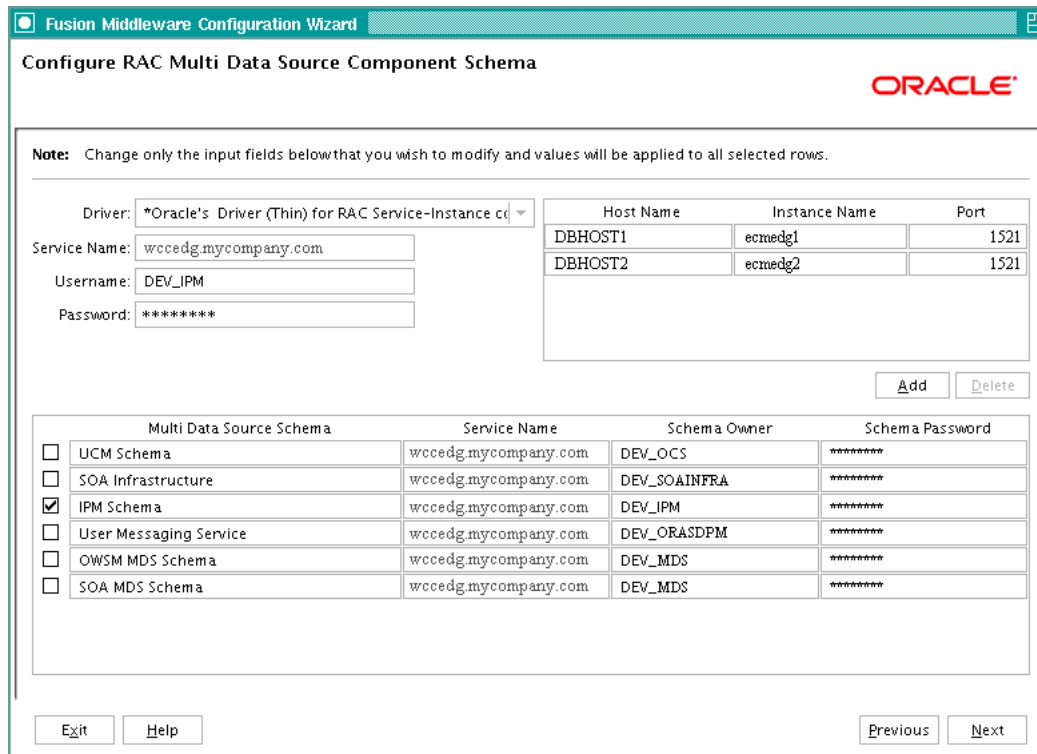 Fusion Middleware Configuration Wizard
Configure RAC Multi Data Source Component Schema
ORACLE
Note: Change only the input fields below that you wish to modify and values will be applied to all selected rows.
Driver: *Oracle's Driver (Thin) for RAC Service-Instance c
Service Name: wccedg.mycompany.com
Username: DEV_IPM
Password: ********
Host Name Instance Name Port
DBHOST1 ecmedg1 1521
DBHOST2 ecmedg2 1521
Add Delete
Multi Data Source Schema Service Name Schema Owner Schema Password
UCM Schema wccedg.mycompany.com DEV_OCS ********
SOA Infrastructure wccedg.mycompany.com DEV_SOAINFRA ********
IPM Schema wccedg.mycompany.com DEV_IPM ********
User Messaging Service wccedg.mycompany.com DEV_ORASDPM ********
OWSM MDS Schema wccedg.mycompany.com DEV_MDS ********
SOA MDS Schema wccedg.mycompany.com DEV_MDS ********
Exit Help Previous Next